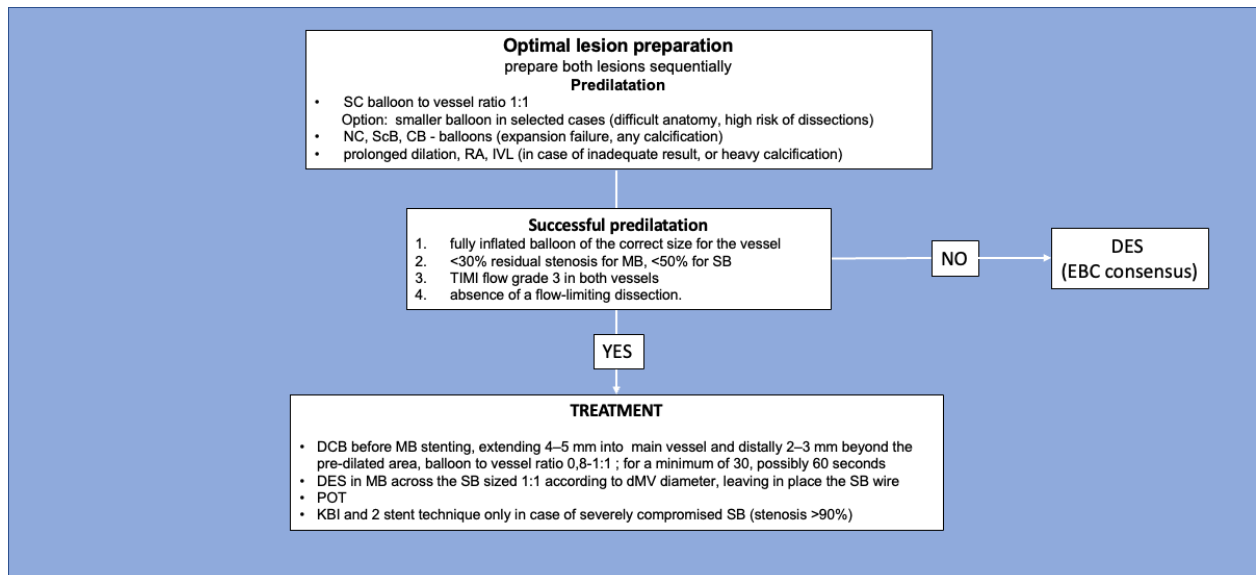 Optimal lesion preparation
prepare both lesions sequentially
Predilatation
• SC balloon to vessel ratio 1:1
Option: smaller balloon in selected cases (difficult anatomy, high risk of dissections)
• NC, ScB, CB - balloons (expansion failure, any calcification)
• prolonged dilation, RA, IVL (in case of inadequate result, or heavy calcification)
Successful predilatation
1. fully inflated balloon of the correct size for the vessel
2. <30% residual stenosis for MB, <50% for SB
3. TIMI flow grade 3 in both vessels
4. absence of a flow-limiting dissection.
NO
DES
(EBC consensus)
YES
TREATMENT
• DCB before MB stenting, extending 4–5 mm into main vessel and distally 2–3 mm beyond the
pre-dilated area, balloon to vessel ratio 0,8-1:1 ; for a minimum of 30, possibly 60 seconds
• DES in MB across the SB sized 1:1 according to dMV diameter, leaving in place the SB wire
• POT
• KBI and 2 stent technique only in case of severely compromised SB (stenosis >90%)